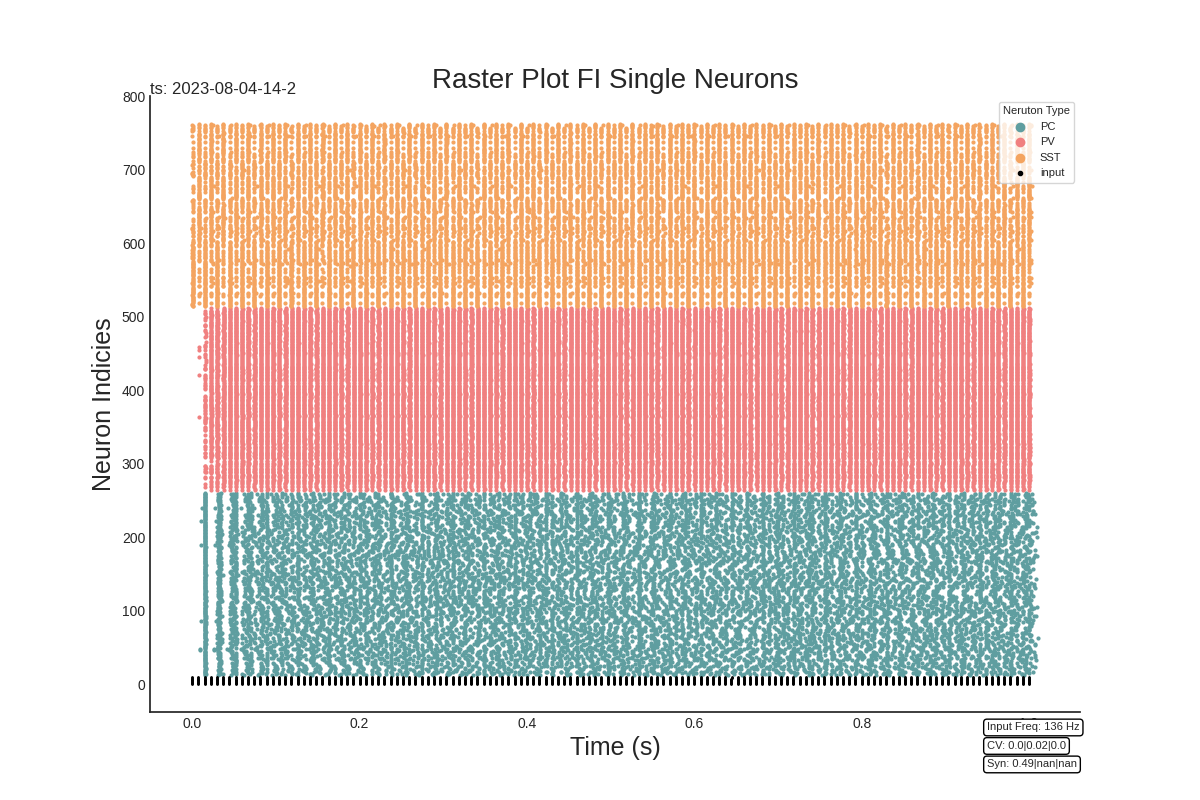 Raster Plot FI Single Neurons
ts: 2023-08-04-14-2
Neruton Type
PC
PV
SST
input
Neuron Indicies
800
700
600
500
400
300
200
100
0
0.0
0.2
0.4
0.6
0.8
Time (s)
Input Freq: 136 Hz
CV: 0.0|0.02|0.0
Syn: 0.49|nan|nan